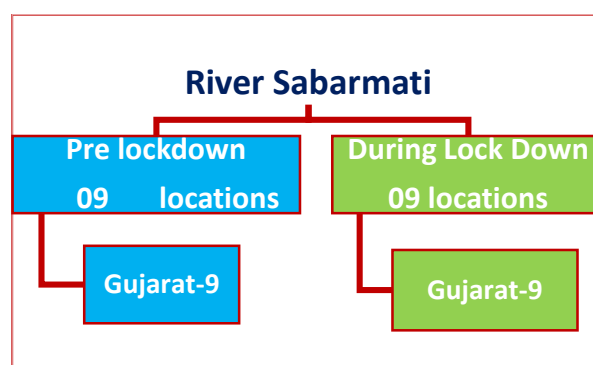 River Sabarmati
Pre lockdown
09 locations
Gujarat-9
During Lock Down
09 locations
Gujarat-9